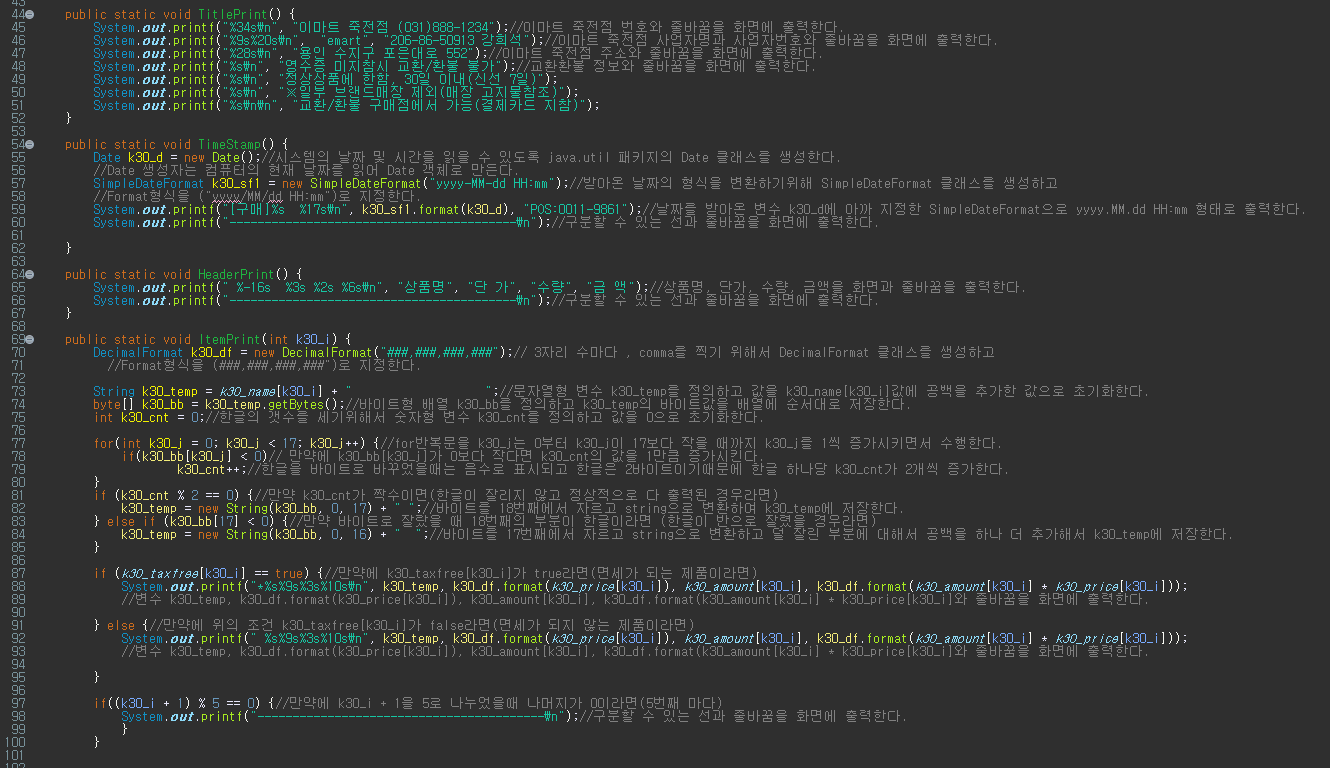 43
44 public static void TitlePrint() {
45 System.out.printf("%34s\n", "이마트 죽전점 (031)888-1234");//이마트 죽전점 번호와 줄바꿈을 화면에 출력한다.
46 System.out.printf("%9s%20s\n", "emart", "206-86-50913 강희석");//이마트 죽전점 사업자명과 사업자번호와 줄바꿈을 화면에 출력한다.
47 System.out.printf("%28s\n", "용인 수지구 포은대로 552");//이마트 죽전점 주소와 줄바꿈을 화면에 출력한다.
48 System.out.printf("%s\n", "영수증 미지참시 교환/환불 불가");//교환환불 정보와 줄바꿈을 화면에 출력한다.
49 System.out.printf("%s\n", "정상상품에 한함, 30일 이내(신선 7일)");
50 System.out.printf("%s\n", "※일부 브랜드매장 제외(매장 고지물참조)");
51 System.out.printf("%s\n\n", "교환/환불 구매점에서 가능(결제카드 지참)");
52 }
53
54 public static void TimeStamp() {
55 Date k30_d = new Date();//시스템의 날짜 및 시간을 읽을 수 있도록 java.util 패키지의 Date 클래스를 생성한다.
56 //Date 생성자는 컴퓨터의 현재 날짜를 읽어 Date 객체로 만든다.
57 SimpleDateFormat k30_sf1 = new SimpleDateFormat("yyyy-MM-dd HH:mm");//받아온 날짜의 형식을 변환하기위해 SimpleDateFormat 클래스를 생성하고
58 //Format형식을 ("yyyy/MM/dd HH:mm")로 지정한다.
59 System.out.printf("[구매]%s  %17s\n", k30_sf1.format(k30_d), "POS:0011-9861");//날짜를 받아온 변수 k30_d에 아까 지정한 SimpleDateFormat으로 yyyy.MM.dd HH:mm 형태로 출력한다.
60 System.out.printf("-----------------------------------------\n");//구분할 수 있는 선과 줄바꿈을 화면에 출력한다.
61
62 }
63
64 public static void HeaderPrint() {
65 System.out.printf(" %-16s  %3s %2s %6s\n", "상품명", "단 가", "수량", "금 액");//상품명, 단가, 수량, 금액을 화면과 줄바꿈을 출력한다.
66 System.out.printf("-----------------------------------------\n");//구분할 수 있는 선과 줄바꿈을 화면에 출력한다.
67 }
68
69 public static void ItemPrint(int k30_i) {
70 DecimalFormat k30_df = new DecimalFormat("###,###,###,###");// 3자리 수마다 , comma를 찍기 위해서 DecimalFormat 클래스를 생성하고
71 //Format형식을 (###,###,###,###")로 지정한다.
72
73 String k30_temp = k30_name[k30_i] + "                   ";//문자열형 변수 k30_temp를 정의하고 값을 k30_name[k30_i]값에 공백을 추가한 값으로 초기화한다.
74 byte[] k30_bb = k30_temp.getBytes();//바이트형 배열 k30_bb를 정의하고 k30_temp의 바이트값을 배열에 순서대로 저장한다.
75 int k30_cnt = 0;//한글의 갯수를 세기위해서 숫자형 변수 k30_cnt를 정의하고 값을 0으로 초기화한다.
76
77 for(int k30_j = 0; k30_j < 17; k30_j++) {//for반복문을 k30_j는 0부터 k30_j이 17보다 작을 때까지 k30_j를 1씩 증가시키면서 수행한다.
78 if(k30_bb[k30_j] < 0)// 만약에 k30_bb[k30_j]가 0보다 작다면 k30_cnt의 값을 1만큼 증가시킨다.
79 k30_cnt++;//한글을 바이트로 바꾸었을때는 음수로 표시되고 한글은 2바이트이기때문에 한글 하나당 k30_cnt가 2개씩 증가한다.
80 }
81 if (k30_cnt % 2 == 0) {//만약 k30_cnt가 짝수이면(한글이 잘리지 않고 정상적으로 다 출력된 경우라면)
82 k30_temp = new String(k30_bb, 0, 17) + " ";//바이트를 18번째에서 자르고 string으로 변환하여 k30_temp에 저장한다.
83 } else if (k30_bb[17] < 0) {//만약 바이트로 잘랐을 때 18번째의 부분이 한글이라면 (한글이 반으로 잘렸을 경우라면)
84 k30_temp = new String(k30_bb, 0, 16) + "  ";//바이트를 17번째에서 자르고 string으로 변환하고 덜 잘린 부분에 대해서 공백을 하나 더 추가해서 k30_temp에 저장한다.
85 }
86
87 if (k30_taxfree[k30_i] == true) {//만약에 k30_taxfree[k30_i]가 true라면(면세가 되는 제품이라면)
88 System.out.printf("*%s%9s%3s%10s\n", k30_temp, k30_df.format(k30_price[k30_i]), k30_amount[k30_i], k30_df.format(k30_amount[k30_i] * k30_price[k30_i]));
89 //변수 k30_temp, k30_df.format(k30_price[k30_i]), k30_amount[k30_i], k30_df.format(k30_amount[k30_i] * k30_price[k30_i]와 줄바꿈을 화면에 출력한다.
90
91 } else {//만약에 위의 조건 k30_taxfree[k30_i]가 false라면(면세가 되지 않는 제품이라면)
92 System.out.printf(" %s%9s%3s%10s\n", k30_temp, k30_df.format(k30_price[k30_i]), k30_amount[k30_i], k30_df.format(k30_amount[k30_i] * k30_price[k30_i]));
93 //변수 k30_temp, k30_df.format(k30_price[k30_i]), k30_amount[k30_i], k30_df.format(k30_amount[k30_i] * k30_price[k30_i]와 줄바꿈을 화면에 출력한다.
94
95 }
96
97 if((k30_i + 1) % 5 == 0) {//만약에 k30_i + 1을 5로 나누었을때 나머지가 0이라면(5번째 마다)
98 System.out.printf("-----------------------------------------\n");//구분할 수 있는 선과 줄바꿈을 화면에 출력한다.
99 }
100 }
101